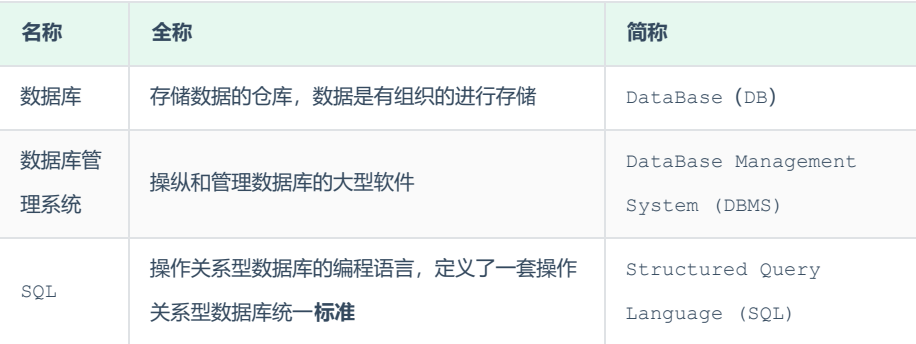 名称 全称 简称
数据库 存储数据的仓库，数据是有组织的进行存储 DataBase (DB)
数据库管
理系统
操纵和管理数据库的大型软件
DataBase Management
System (DBMS)
SQL
操作关系型数据库的编程语言，定义了一套操作
关系型数据库统一标准
Structured Query
Language (SQL)